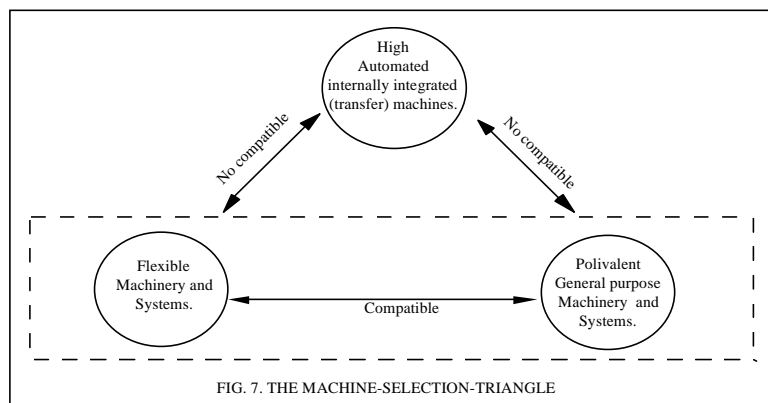 High
Automated
internally integrated
(transfer) machines.
No compatible
No compatible
Flexible
Machinery and
Systems.
Polivalent
General purpose
Machinery and
Systems.
Compatible
FIG. 7. THE MACHINE-SELECTION-TRIANGLE